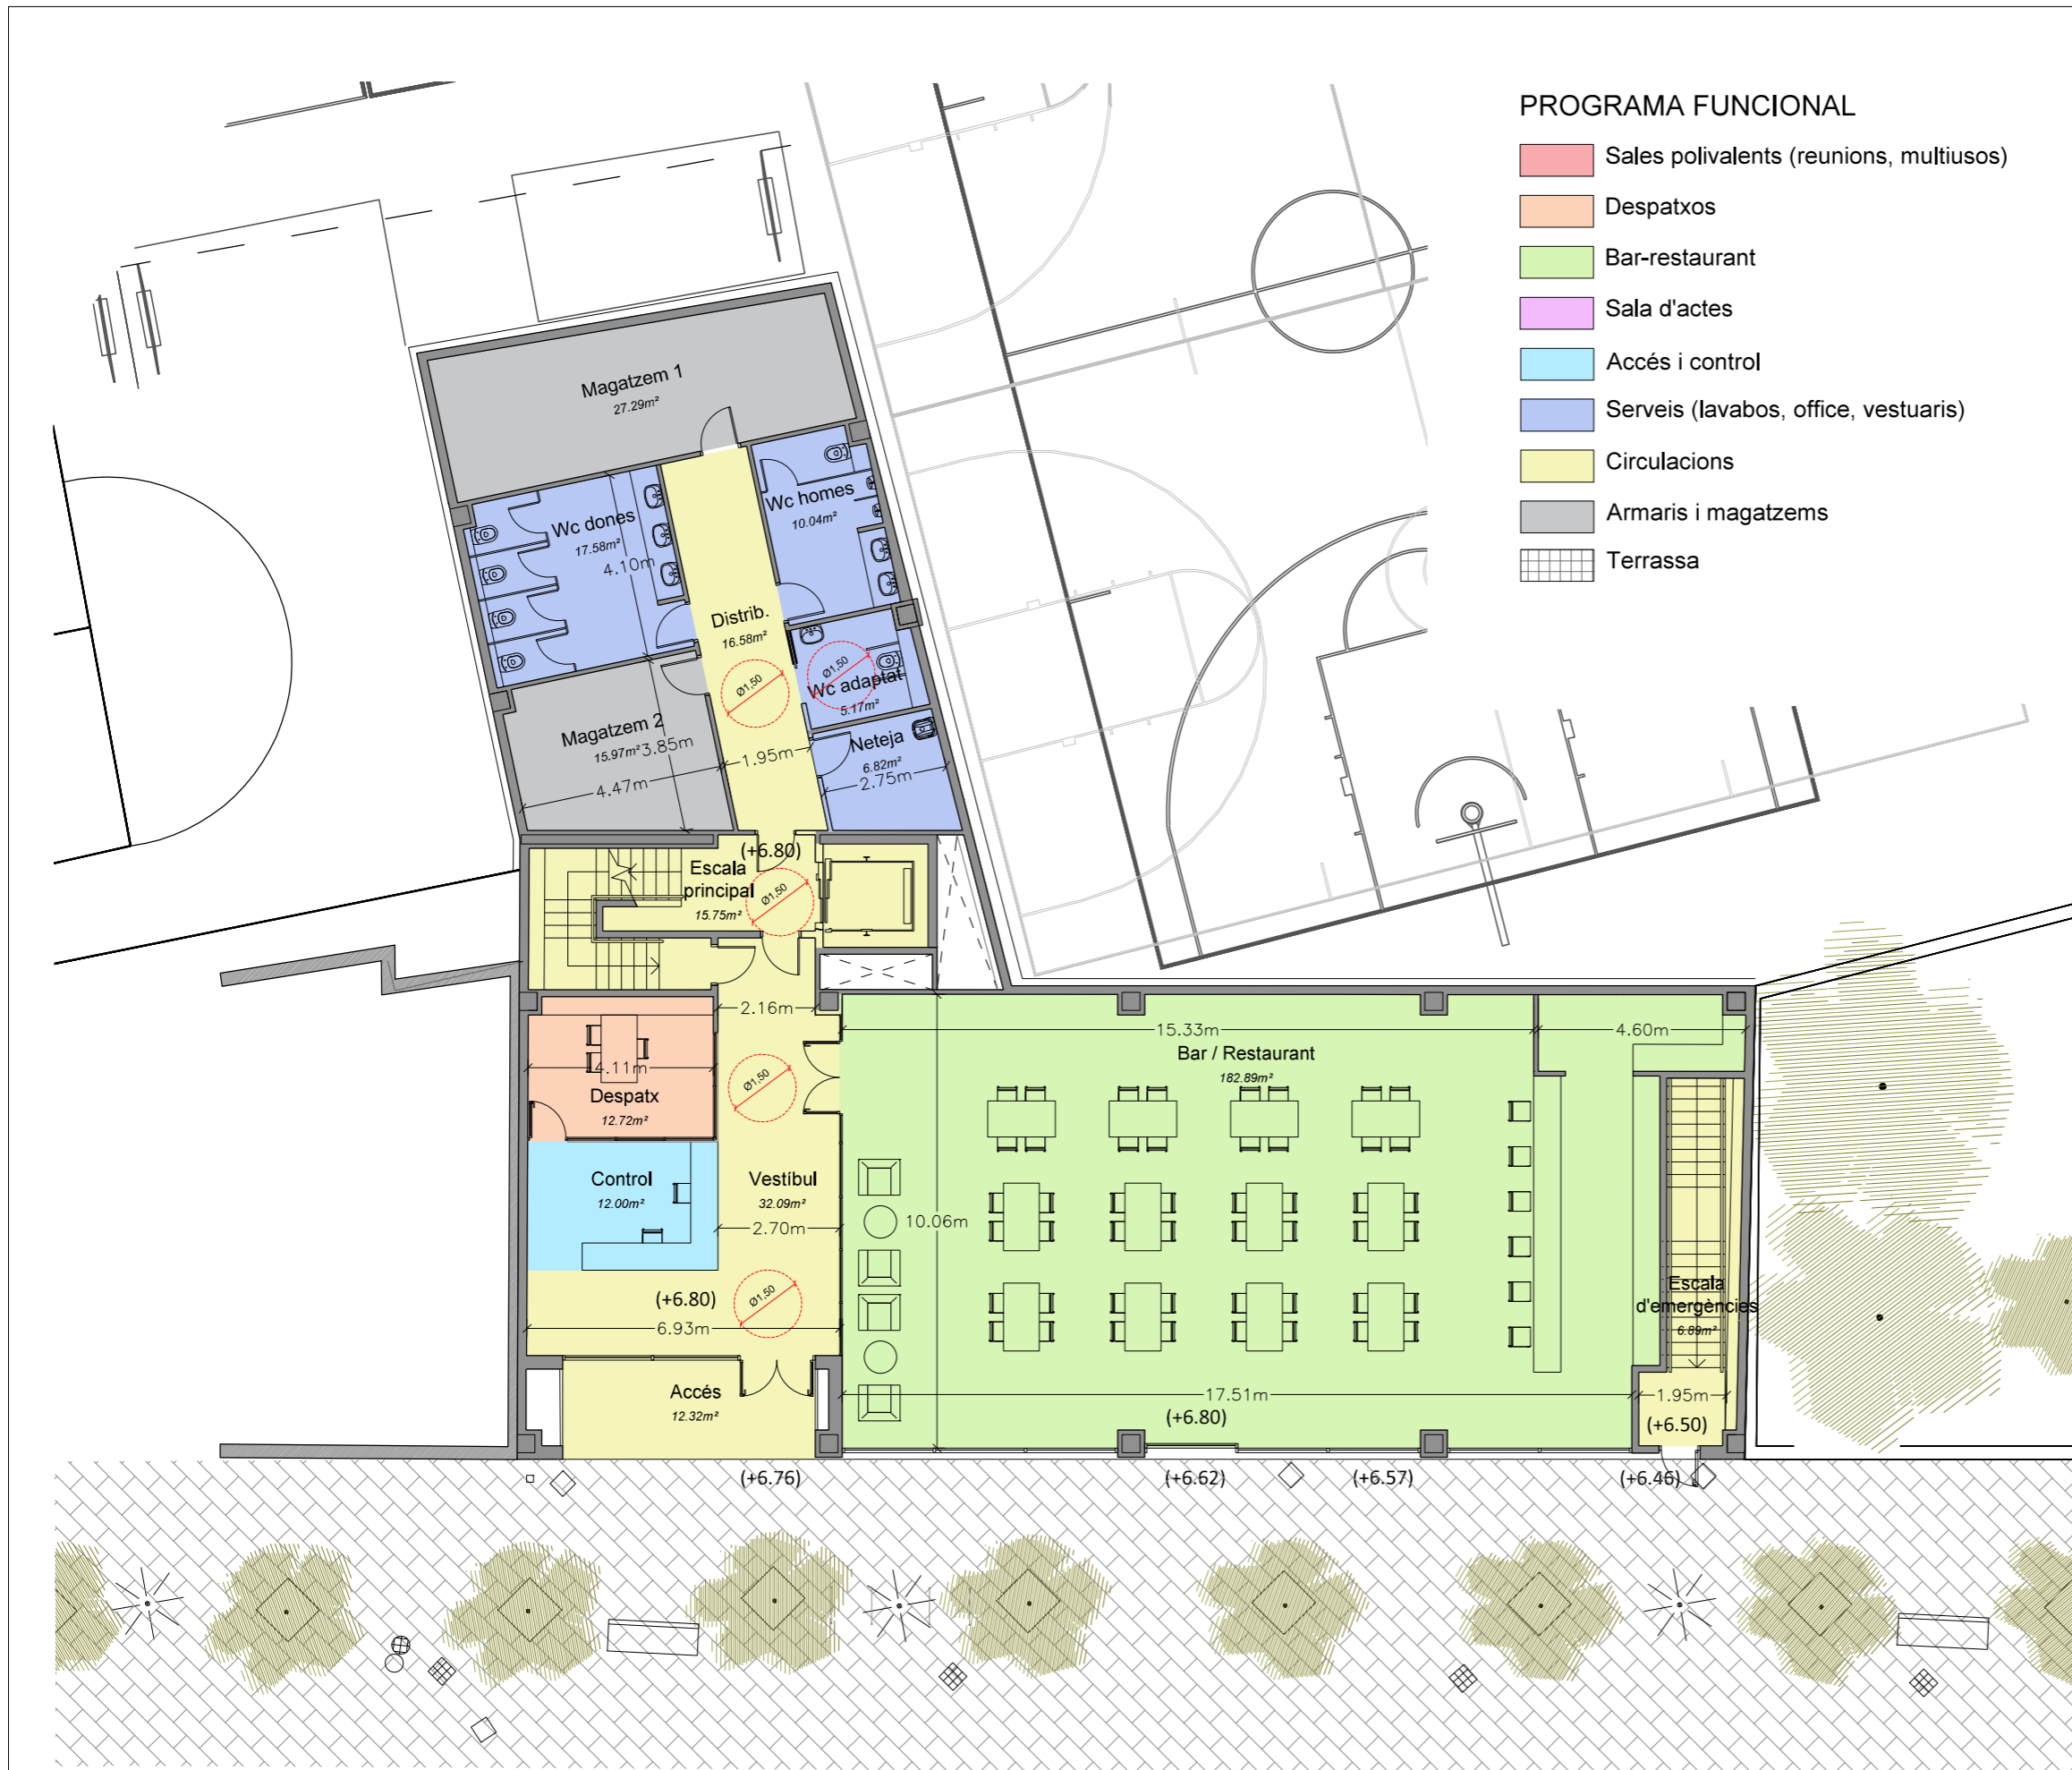 PROGRAMA FUNCIONAL
Sales polivalents (reunions, multiusos)
Despatxos
Bar-restaurant
Sala d'actes
Accés i control
Serveis (lavabos, office, vestuaris)
Circulacions
Armaris i magatzems
Terrassa
Magatzem 1
27.29m²
Wc homes
10.04m²
Wc dones
17.58m²
4.10m
Distrib.
16.58m²
Ø1,50
Ø1,50
Wc adaptat
5.17m²
Magatzem 2
15.97m²
3.85m
4.47m
1.95m
Neteja
6.82m²
2.75m
(+6.80)
Escala
principal
15.75m²
Ø1,50
2.16m
15.33m
4.60m
Bar / Restaurant
182.89m²
4.11m
Despatx
12.72m²
Ø1,50
Control
12.00m²
Vestíbul
32.09m²
2.70m
10.06m
(+6.80)
Ø1,50
6.93m
Escala
d'emergències
6.89m²
Accés
12.32m²
17.51m
(+6.80)
1.95m
(+6.50)
(+6.76)
(+6.62)
(+6.57)
(+6.46)